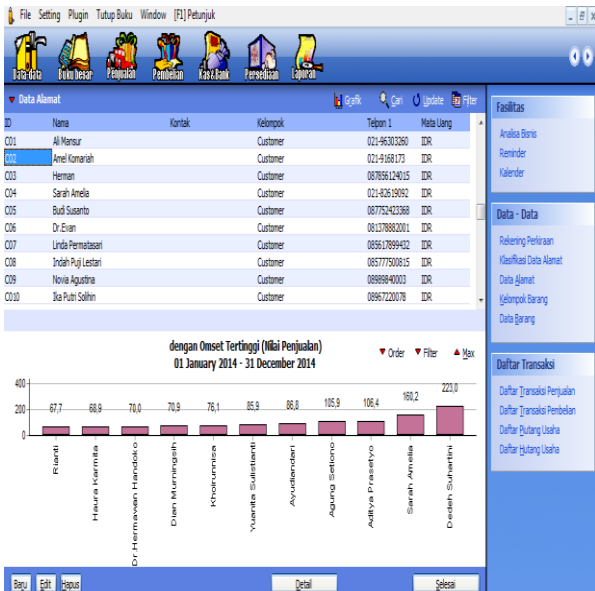 File Setting Plugin Tutup Buku Window [F1] Petunjuk
Data-data Buku besar Penjualan Pembelian Kas&Bank Persediaan Laporan
Data Alamat Grafik Cari Update Filter
ID Nama Kontak Kelompok Telpon 1 Mata Uang
C01 Ali Mansur Customer 021-96303260 IDR
C02 Amel Komariah Customer 021-9168173 IDR
C03 Herman Customer 087856124015 IDR
C04 Sarah Amelia Customer 021-82619092 IDR
C05 Budi Susanto Customer 087752423368 IDR
C06 Dr.Evan Customer 081378882001 IDR
C07 Linda Permatasari Customer 085617899432 IDR
C08 Indah Puji Lestari Customer 085777500815 IDR
C09 Novia Agustina Customer 08989840003 IDR
C010 Ika Putri Solihin Customer 08967220078 IDR
dengan Omset Tertinggi (Nilai Penjualan)
01 January 2014 - 31 December 2014
Order Filter Max
400
200
0
67,7 68,9 70,0 70,9 76,1 85,9 86,8 105,9 106,4 160,2 223,0
Rianti
Haura Karmila
Dr.Hermawan Handoko
Dian Murningsih
Khoirunnisa
Yuanita Sulistianti
Ayudiandari
Agung Setiono
Aditya Prasetyo
Sarah Amelia
Dedeh Suhartini
Baru Edit Hapus Detail Selesai
Fasilitas
Analisa Bisnis
Reminder
Kalender
Data - Data
Rekening Perkiraan
Klasifikasi Data Alamat
Data Alamat
Kelompok Barang
Data Barang
Daftar Transaksi
Daftar Transaksi Penjualan
Daftar Transaksi Pembelian
Daftar Piutang Usaha
Daftar Hutang Usaha